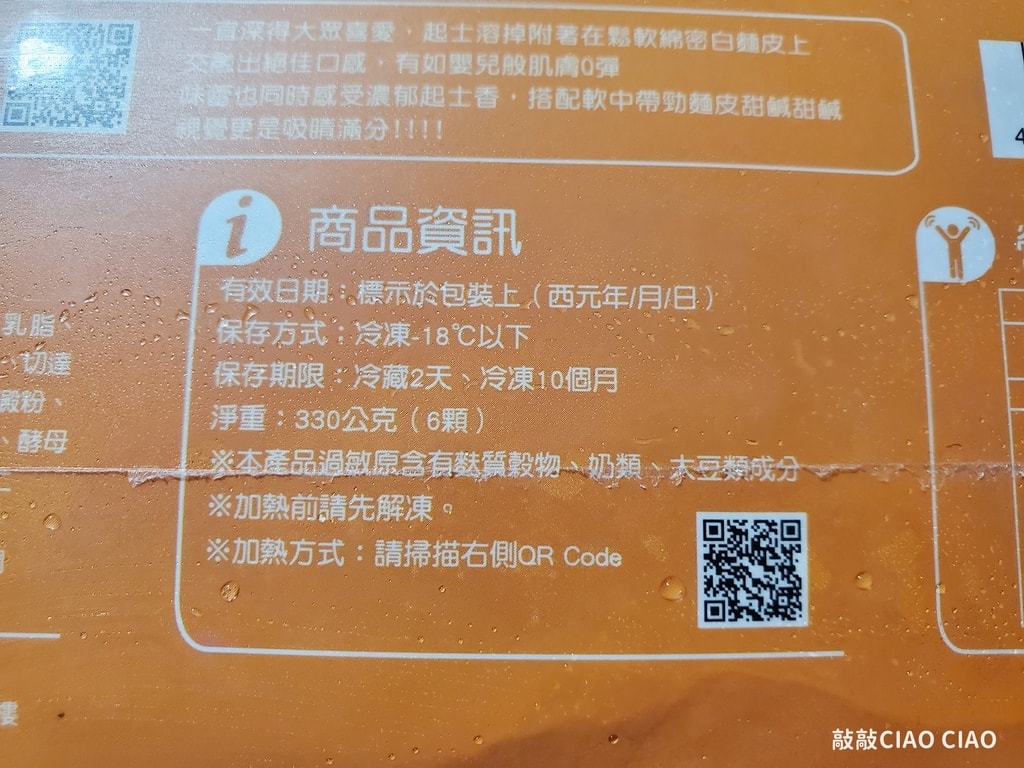 一直深得大眾喜愛，起士溶掉附著在鬆軟綿密白麵皮上
交融出絕佳口感，有如嬰兒般肌膚Q彈
味蕾也同時感受濃郁起士香，搭配軟中帶勁麵皮甜鹹甜鹹
視覺更是吸睛滿分!!!!
i 商品資訊
有效日期：標示於包裝上（西元年/月/日）
保存方式：冷凍-18℃以下
保存期限：冷藏2天、冷凍10個月
淨重：330公克（6顆）
※本產品過敏原含有麩質穀物、奶類、大豆類成分
※加熱前請先解凍。
※加熱方式：請掃描右側QR Code
乳脂、
、切達
澱粉、
、酵母
樓
4
敲敲CIAO CIAO